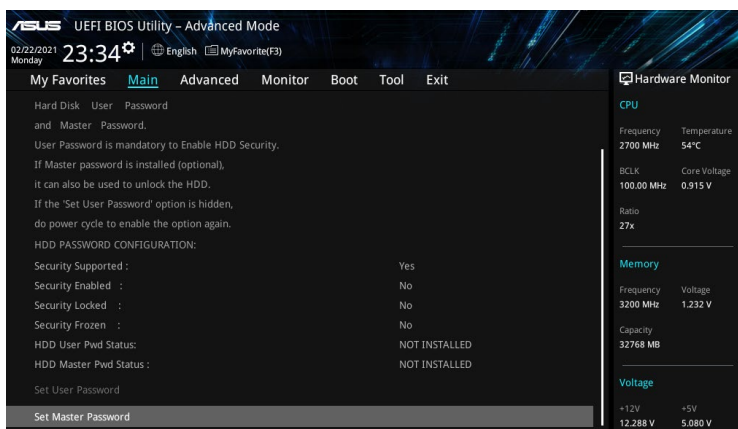 ASUS UEFI BIOS Utility – Advanced Mode
02/22/2021 Monday 23:34 English MyFavorite(F3)
My Favorites Main Advanced Monitor Boot Tool Exit
Hard Disk User Password
and Master Password.
User Password is mandatory to Enable HDD Security.
If Master password is installed (optional),
it can also be used to unlock the HDD.
If the 'Set User Password' option is hidden,
do power cycle to enable the option again.
HDD PASSWORD CONFIGURATION:
Security Supported : Yes
Security Enabled : No
Security Locked : No
Security Frozen : No
HDD User Pwd Status: NOT INSTALLED
HDD Master Pwd Status : NOT INSTALLED
Set User Password
Set Master Password
Hardware Monitor
CPU
Frequency Temperature
2700 MHz 54°C
BCLK Core Voltage
100.00 MHz 0.915 V
Ratio
27x
Memory
Frequency Voltage
3200 MHz 1.232 V
Capacity
32768 MB
Voltage
+12V +5V
12.288 V 5.080 V